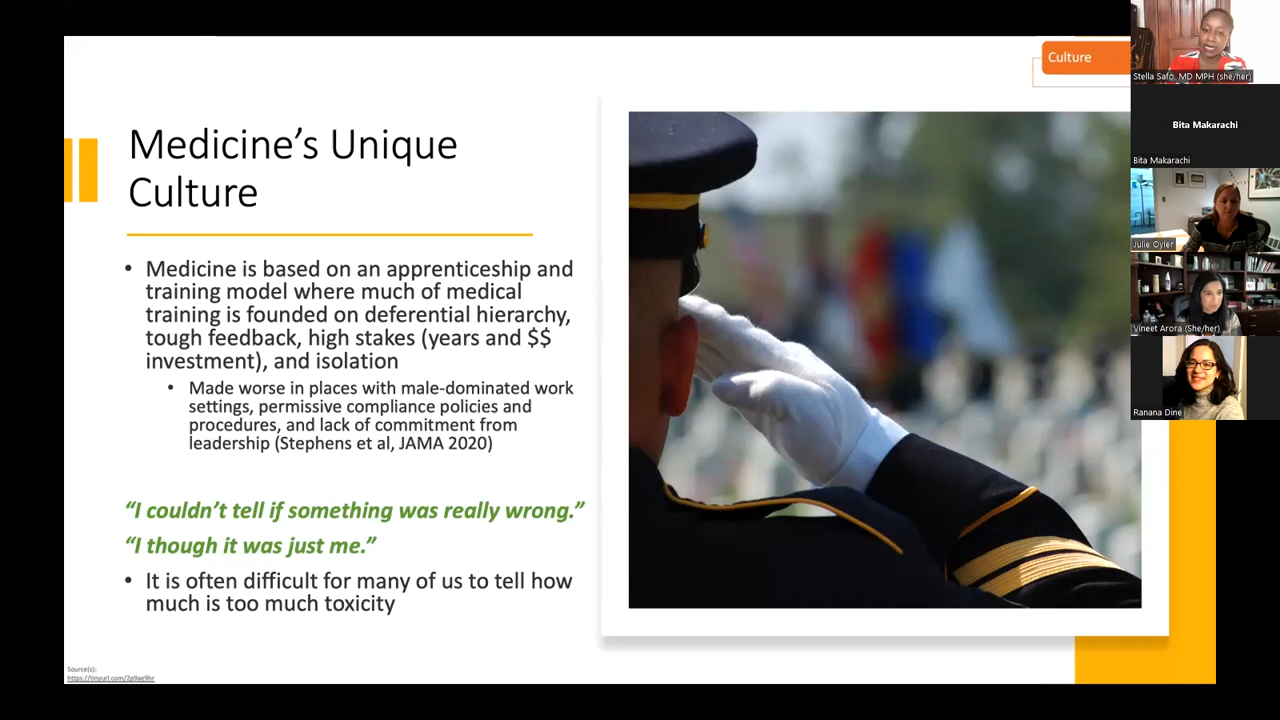 Culture
Medicine’s Unique
Culture
• Medicine is based on an apprenticeship and
training model where much of medical
training is founded on deferential hierarchy,
tough feedback, high stakes (years and $$
investment), and isolation
• Made worse in places with male-dominated work
settings, permissive compliance policies and
procedures, and lack of commitment from
leadership (Stephens et al, JAMA 2020)
“I couldn’t tell if something was really wrong.”
“I though it was just me.”
• It is often difficult for many of us to tell how
much is too much toxicity
Source(s):
https://tinyurl.com/2p9ae9hr
Stella Safo, MD MPH (she/her)
Bita Makarachi
Bita Makarachi
Julie Oyler
Vineet Arora (She/her)
Ranana Dine